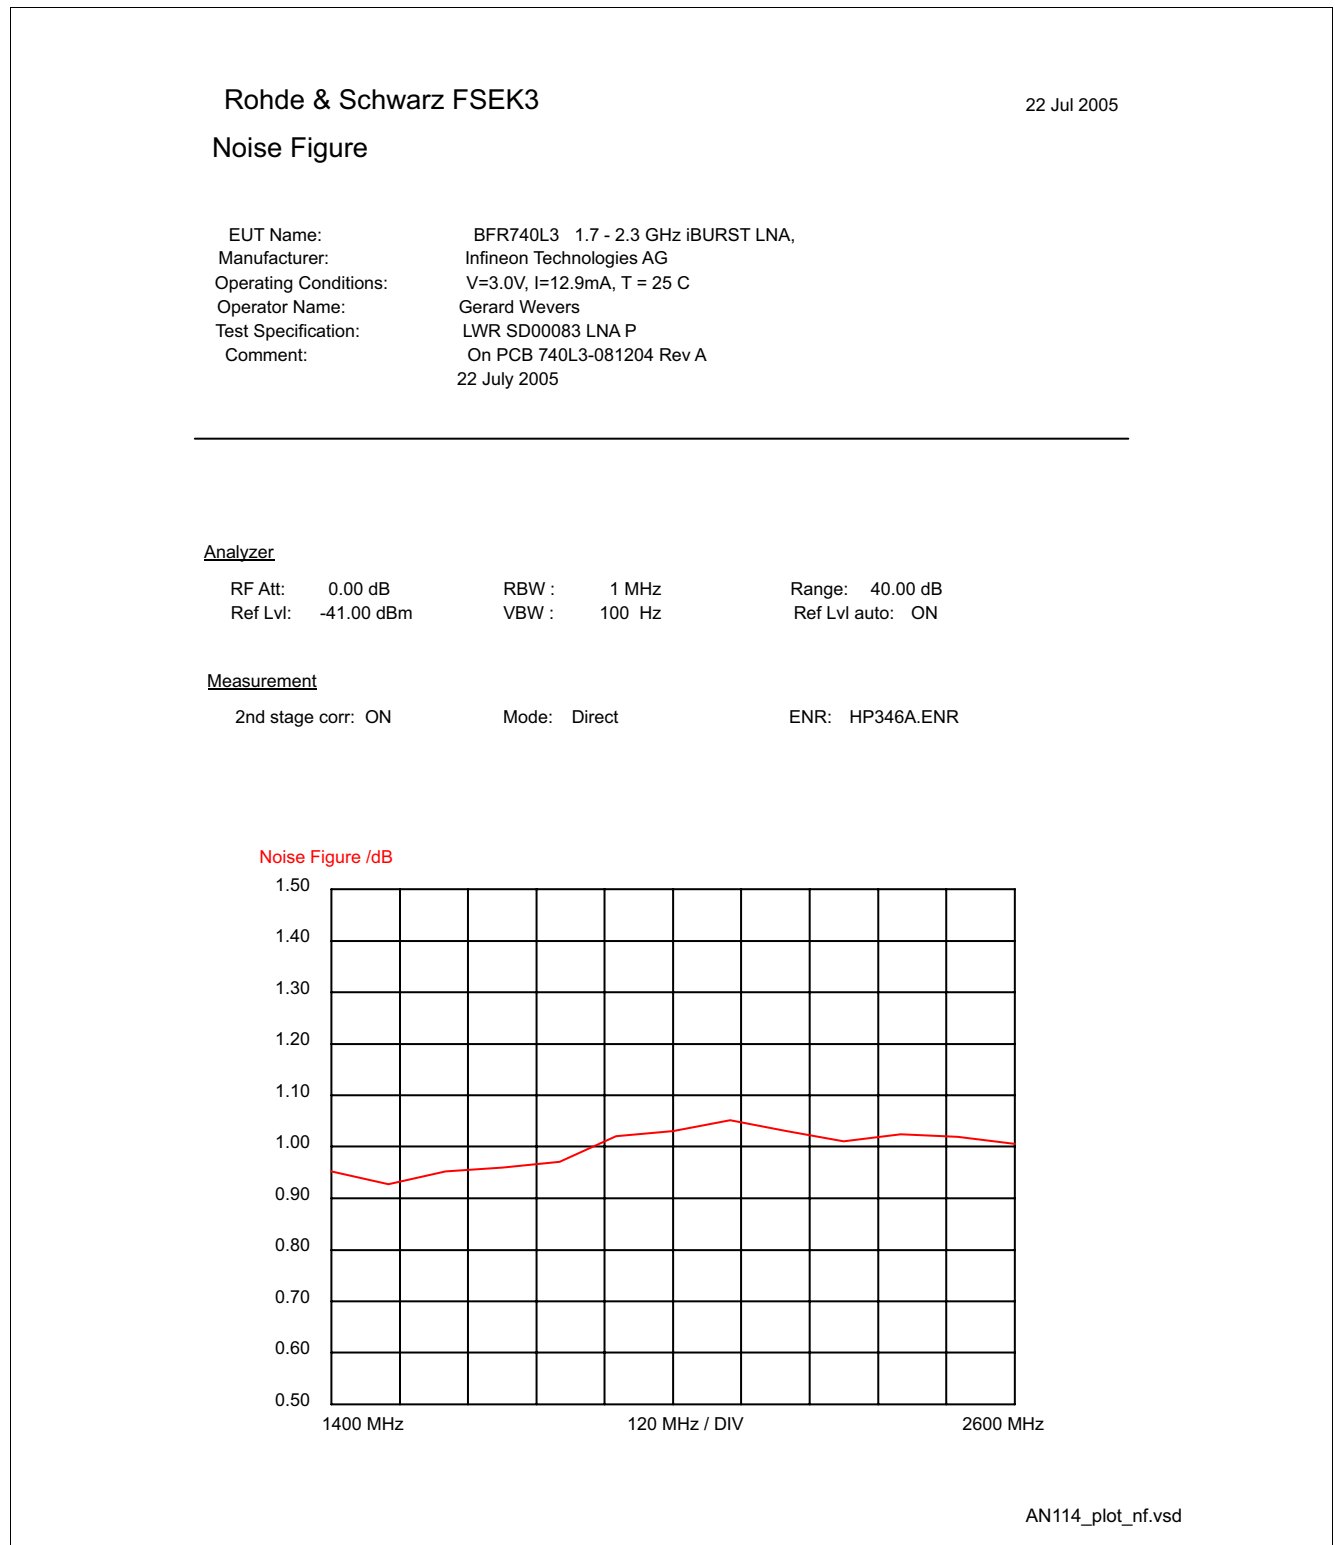 Rohde & Schwarz FSEK3 22 Jul 2005
Noise Figure
EUT Name: BFR740L3 1.7 - 2.3 GHz iBURST LNA,
Manufacturer: Infineon Technologies AG
Operating Conditions: V=3.0V, I=12.9mA, T = 25 C
Operator Name: Gerard Wevers
Test Specification: LWR SD00083 LNA P
Comment: On PCB 740L3-081204 Rev A
22 July 2005
Analyzer
RF Att: 0.00 dB RBW : 1 MHz Range: 40.00 dB
Ref Lvl: -41.00 dBm VBW : 100 Hz Ref Lvl auto: ON
Measurement
2nd stage corr: ON Mode: Direct ENR: HP346A.ENR
Noise Figure /dB
1.50
1.40
1.30
1.20
1.10
1.00
0.90
0.80
0.70
0.60
0.50
1400 MHz 120 MHz / DIV 2600 MHz
AN114_plot_nf.vsd